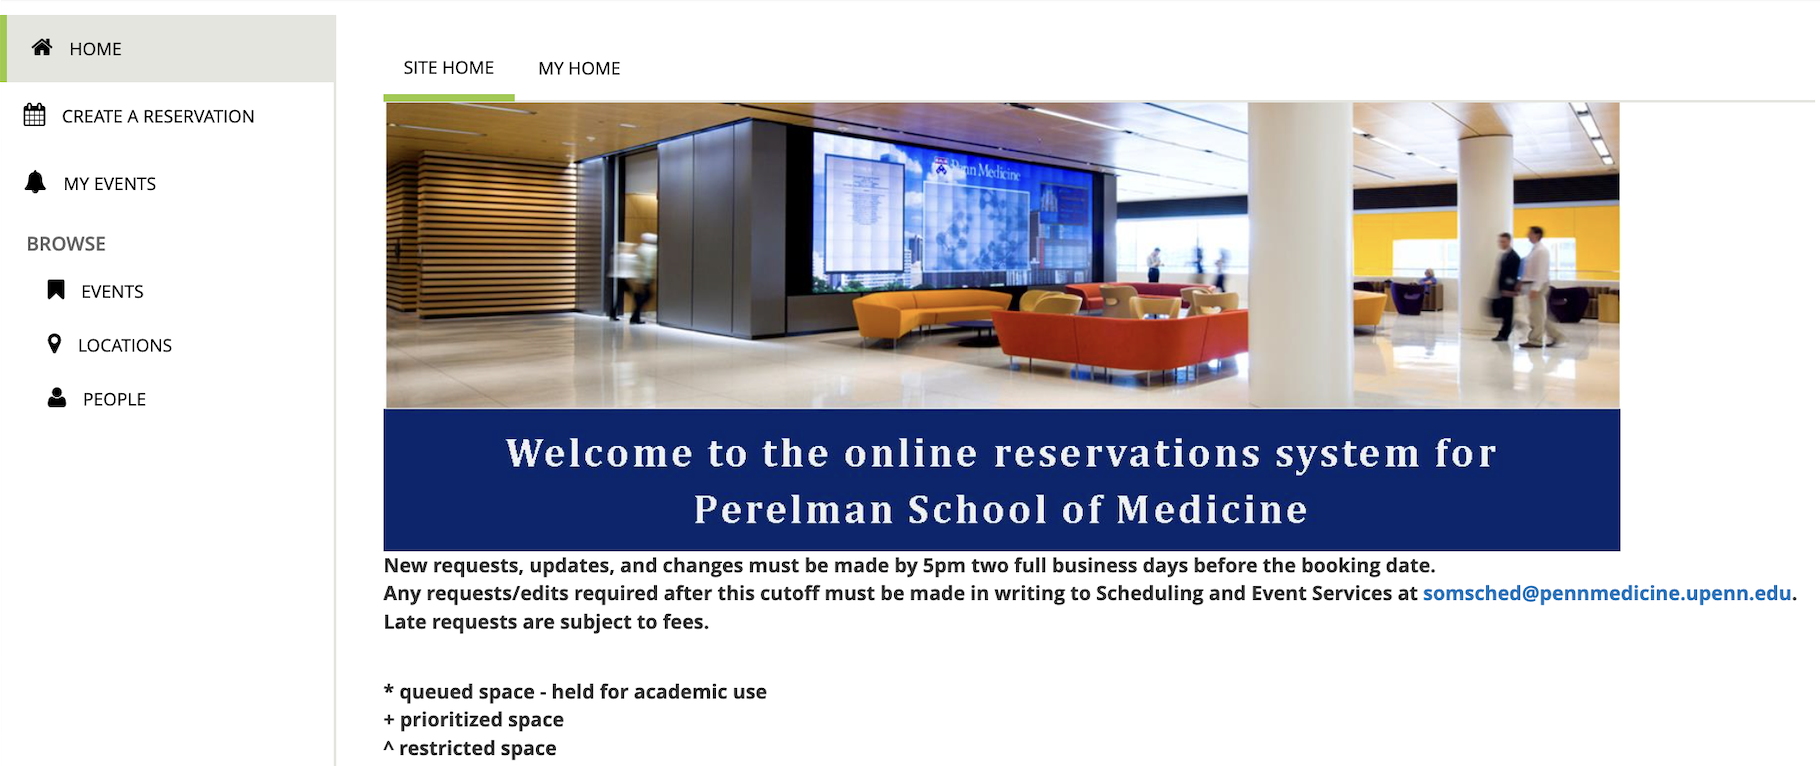 HOME
CREATE A RESERVATION
MY EVENTS
BROWSE
EVENTS
LOCATIONS
PEOPLE
SITE HOME
MY HOME
Penn Medicine
Welcome to the online reservations system for
Perelman School of Medicine
New requests, updates, and changes must be made by 5pm two full business days before the booking date.
Any requests/edits required after this cutoff must be made in writing to Scheduling and Event Services at somsched@pennmedicine.upenn.edu.
Late requests are subject to fees.
* queued space - held for academic use
+ prioritized space
^ restricted space